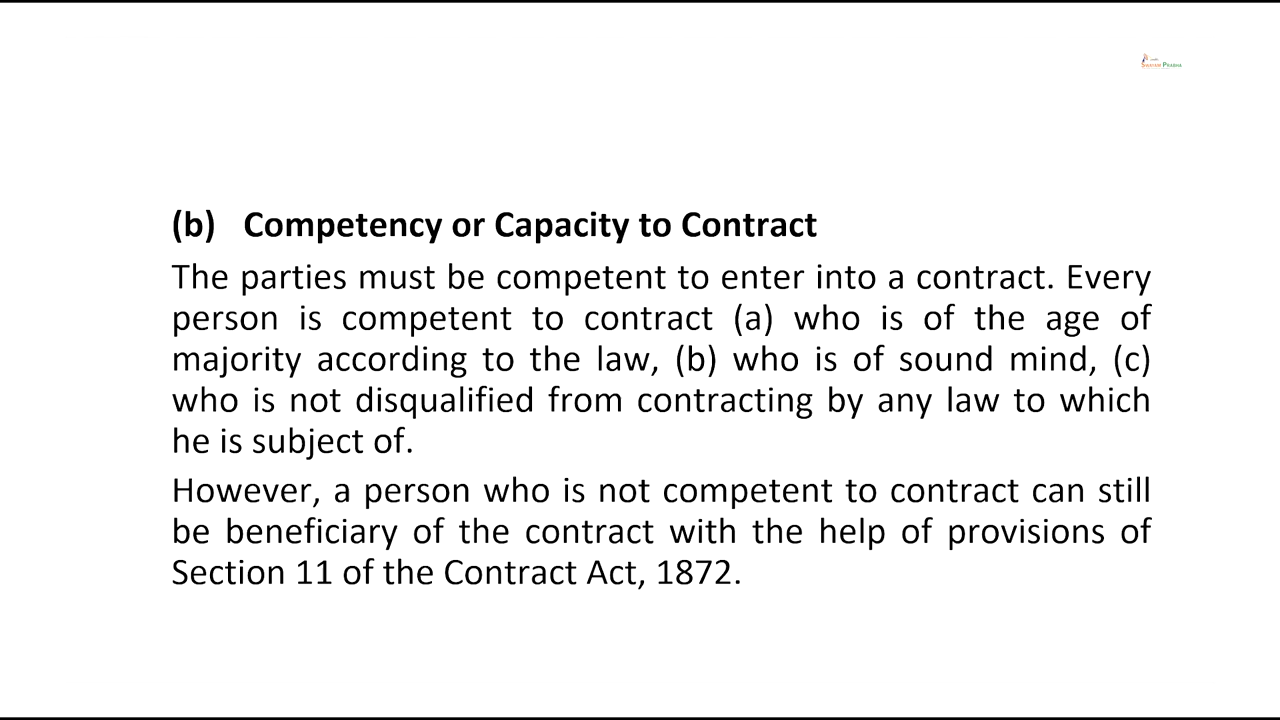 SWAYAM PRABHA
(b) Competency or Capacity to Contract
The parties must be competent to enter into a contract. Every
person is competent to contract (a) who is of the age of
majority according to the law, (b) who is of sound mind, (c)
who is not disqualified from contracting by any law to which
he is subject of.
However, a person who is not competent to contract can still
be beneficiary of the contract with the help of provisions of
Section 11 of the Contract Act, 1872.